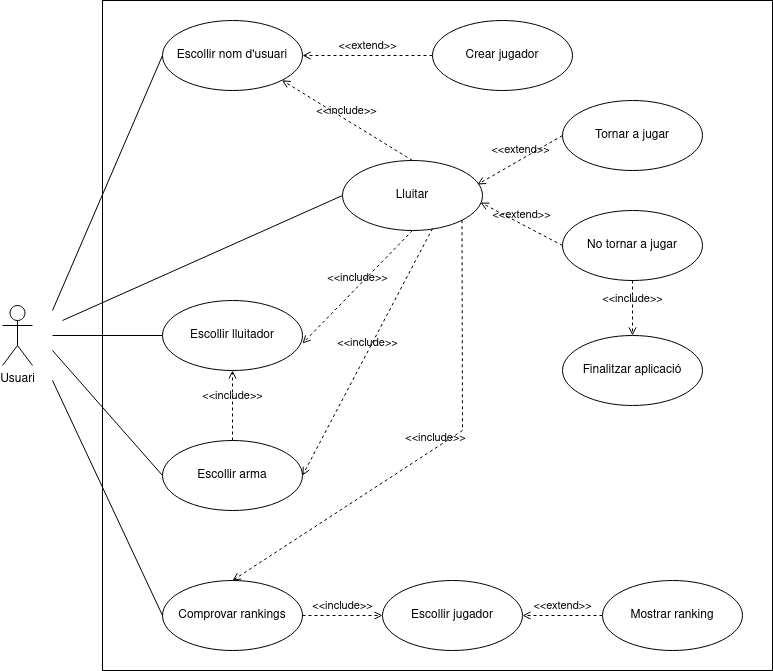 <<extend>>
Escollir nom d'usuari
Crear jugador
<<include>>
Tornar a jugar
<<extend>>
Lluitar
<<extend>>
No tornar a jugar
<<include>>
<<include>>
Escollir lluitador
<<include>>
Finalitzar aplicació
Usuari
<<include>>
<<include>>
Escollir arma
<<include>>
<<extend>>
Comprovar rankings
Escollir jugador
Mostrar ranking